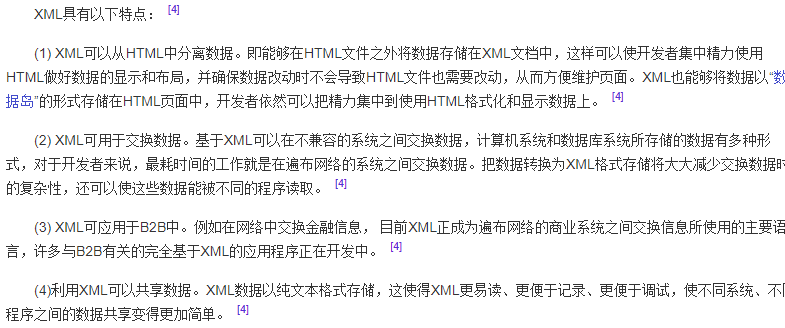 XML具有以下特点： [4]
(1) XML可以从HTML中分离数据。即能够在HTML文件之外将数据存储在XML文档中，这样可以使开发者集中精力使用
HTML做好数据的显示和布局，并确保数据改动时不会导致HTML文件也需要改动，从而方便维护页面。XML也能够将数据以“数
据岛”的形式存储在HTML页面中，开发者依然可以把精力集中到使用HTML格式化和显示数据上。 [4]
(2) XML可用于交换数据。基于XML可以在不兼容的系统之间交换数据，计算机系统和数据库系统所存储的数据有多种形
式，对于开发者来说，最耗时间的工作就是在遍布网络的系统之间交换数据。把数据转换为XML格式存储将大大减少交换数据时
的复杂性，还可以使这些数据能被不同的程序读取。 [4]
(3) XML可应用于B2B中。例如在网络中交换金融信息， 目前XML正成为遍布网络的商业系统之间交换信息所使用的主要语
言，许多与B2B有关的完全基于XML的应用程序正在开发中。 [4]
(4)利用XML可以共享数据。XML数据以纯文本格式存储，这使得XML更易读、更便于记录、更便于调试，使不同系统、不同
程序之间的数据共享变得更加简单。 [4]